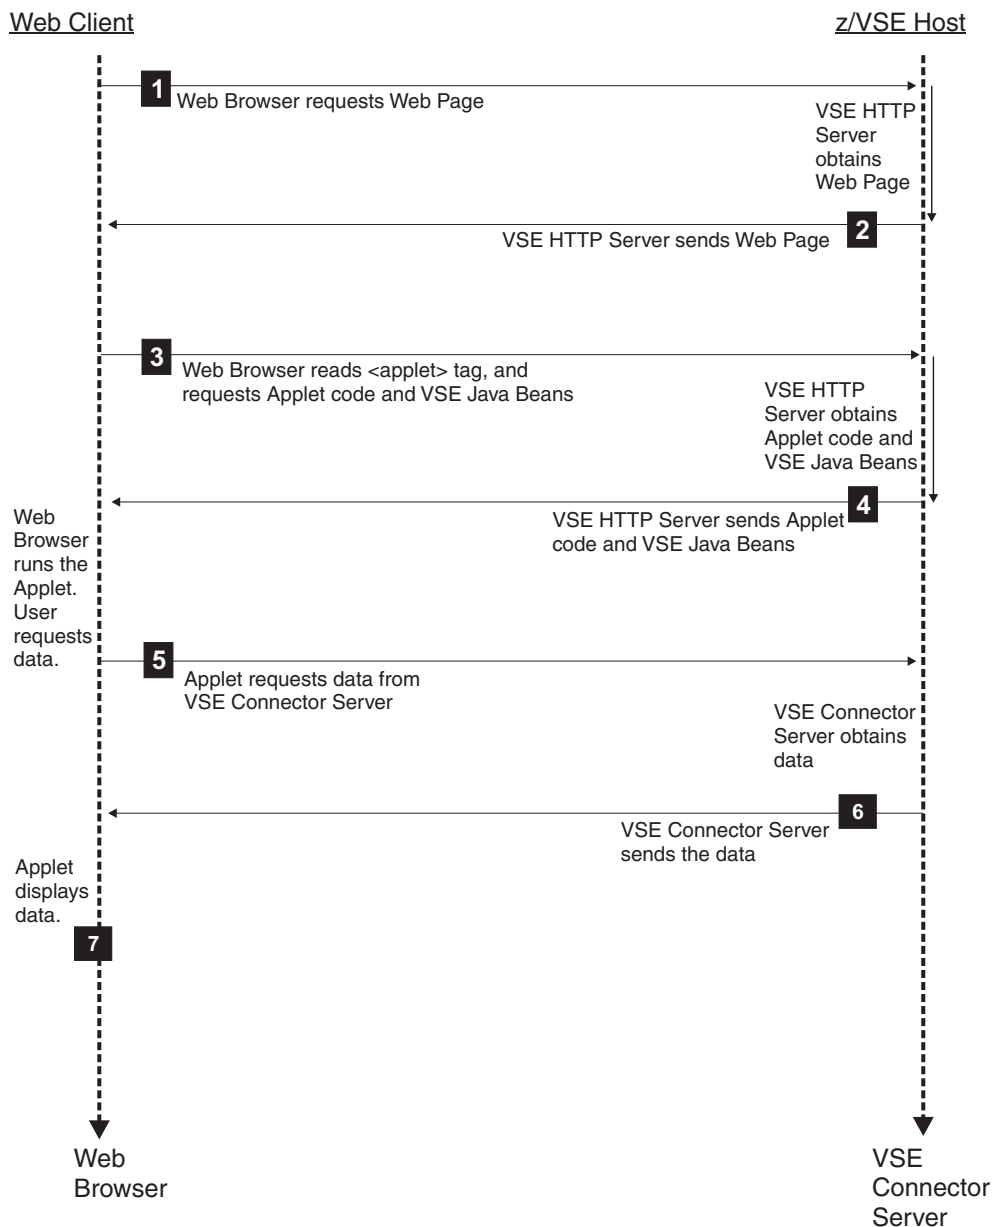 Web Client
z/VSE Host
1
Web Browser requests Web Page
VSE HTTP
Server
obtains
Web Page
2
VSE HTTP Server sends Web Page
3
Web Browser reads <applet> tag, and
requests Applet code and VSE Java Beans
VSE HTTP
Server obtains
Applet code and
VSE Java Beans
4
VSE HTTP Server sends Applet
code and VSE Java Beans
Web
Browser
runs the
Applet.
User
requests
data.
5
Applet requests data from
VSE Connector Server
VSE Connector
Server obtains
data
6
VSE Connector Server
sends the data
Applet
displays
data.
7
Web
Browser
VSE
Connector
Server